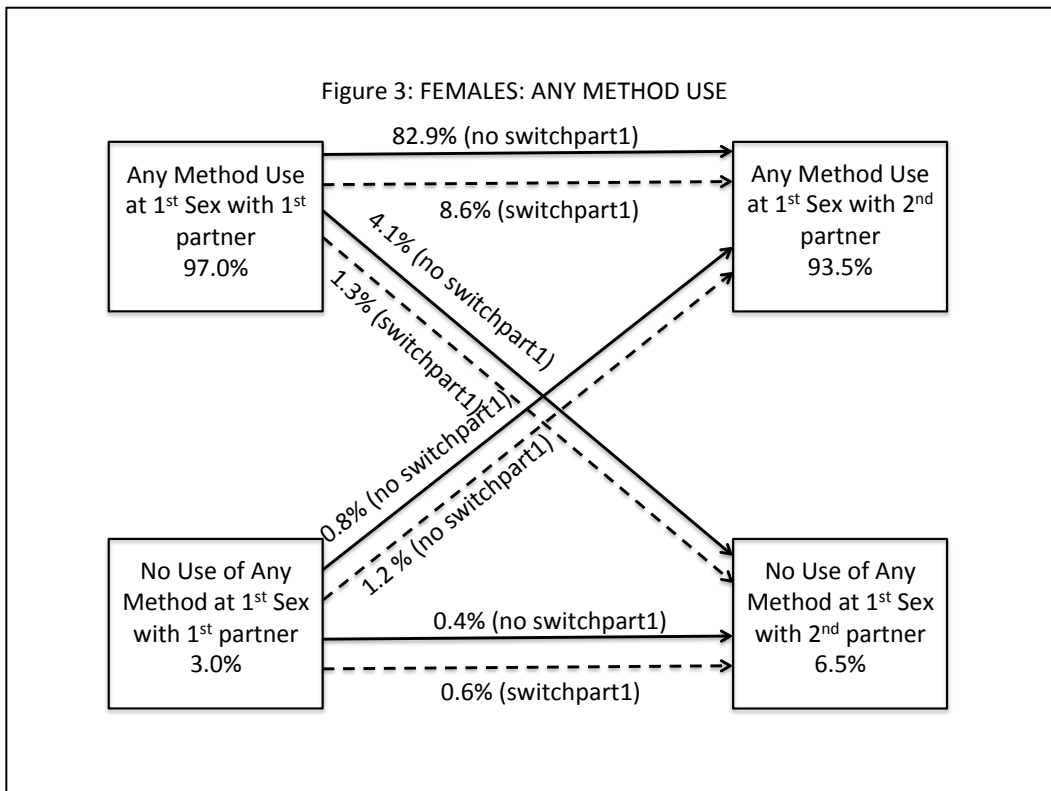 Figure 3: FEMALES: ANY METHOD USE
82.9% (no switchpart1)
Any Method Use
at 1st Sex with 1st
partner
97.0%
8.6% (switchpart1)
Any Method Use
at 1st Sex with 2nd
partner
93.5%
4.1% (no switchpart1)
1.3% (switchpart1)
0.8% (no switchpart1)
1.2 % (no switchpart1)
No Use of Any
Method at 1st Sex
with 1st partner
3.0%
0.4% (no switchpart1)
0.6% (switchpart1)
No Use of Any
Method at 1st Sex
with 2nd partner
6.5%